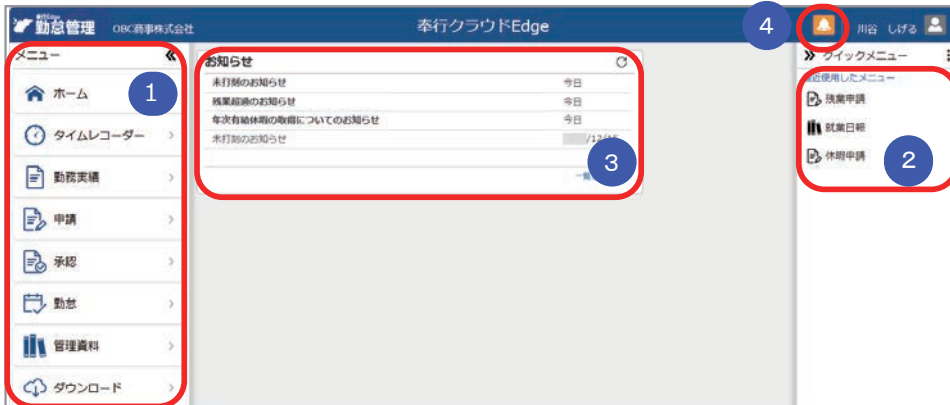 勤怠管理 OBC商事株式会社
奉行クラウドEdge
4
川谷 しげる
メニュー
1
ホーム
タイムレコーダー
勤務実績
申請
承認
勤怠
管理資料
ダウンロード
お知らせ
未打刻のお知らせ 今日
残業超過のお知らせ 今日
年次有給休暇の取得についてのお知らせ 今日
未打刻のお知らせ
3
クイックメニュー
最近使用したメニュー
残業申請
就業日報
休暇申請
2